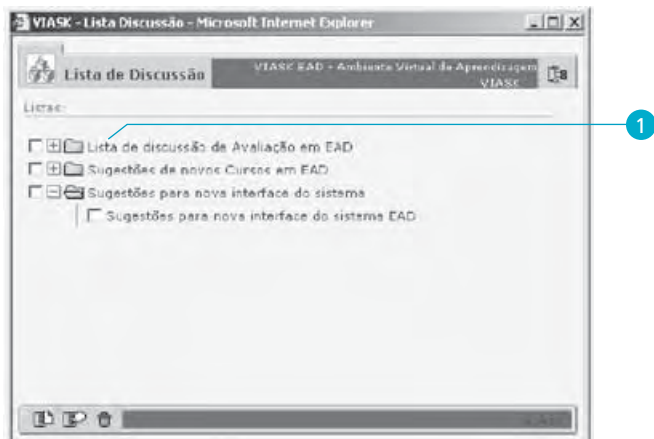 VIASK - Lista Discussão - Microsoft Internet Explorer
Lista de Discussão
VIASK EAD - Ambiente Virtual de Aprendizagem
VIASK
Listas
1
Lista de discussão de Avaliação em EAD
Sugestões de novos Cursos em EAD
Sugestões para nova interface do sistema
Sugestões para nova interface do sistema EAD